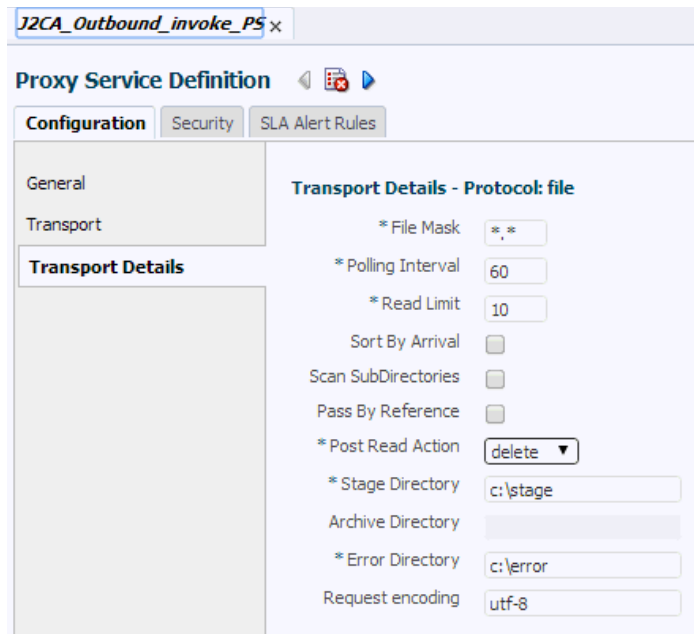 J2CA_Outbound_invoke_PS x
Proxy Service Definition
Configuration Security SLA Alert Rules
General
Transport
Transport Details
Transport Details - Protocol: file
* File Mask *.*
* Polling Interval 60
* Read Limit 10
Sort By Arrival
Scan SubDirectories
Pass By Reference
* Post Read Action delete
* Stage Directory c:\stage
Archive Directory
* Error Directory c:\error
Request encoding utf-8